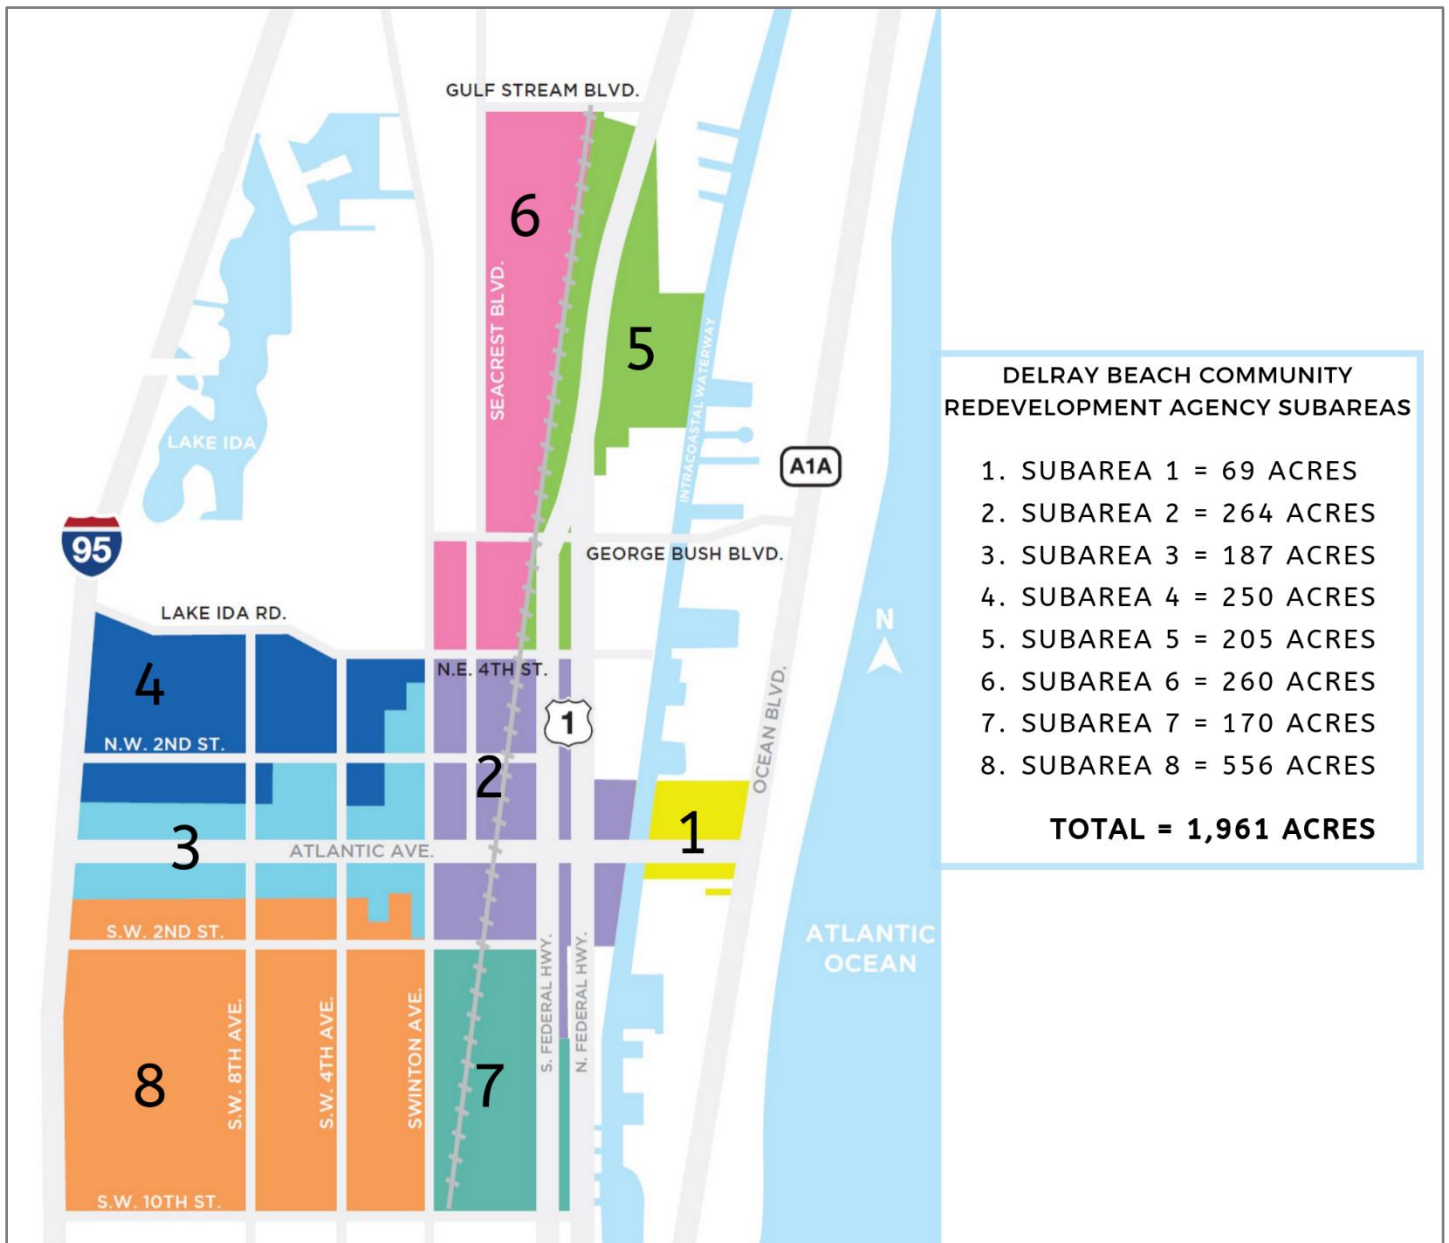 GULF STREAM BLVD.
6
SEACREST BLVD.
5
INTRACOASTAL WATERWAY
LAKE IDA
A1A
95
GEORGE BUSH BLVD.
LAKE IDA RD.
N
4
N.E. 4TH ST.
1
OCEAN BLVD.
N.W. 2ND ST.
2
3
ATLANTIC AVE.
1
S.W. 2ND ST.
ATLANTIC
OCEAN
S. FEDERAL HWY.
N. FEDERAL HWY.
8
S.W. 8TH AVE.
S.W. 4TH AVE.
SWINTON AVE.
7
S.W. 10TH ST.
DELRAY BEACH COMMUNITY
REDEVELOPMENT AGENCY SUBAREAS
1. SUBAREA 1 = 69 ACRES
2. SUBAREA 2 = 264 ACRES
3. SUBAREA 3 = 187 ACRES
4. SUBAREA 4 = 250 ACRES
5. SUBAREA 5 = 205 ACRES
6. SUBAREA 6 = 260 ACRES
7. SUBAREA 7 = 170 ACRES
8. SUBAREA 8 = 556 ACRES
TOTAL = 1,961 ACRES